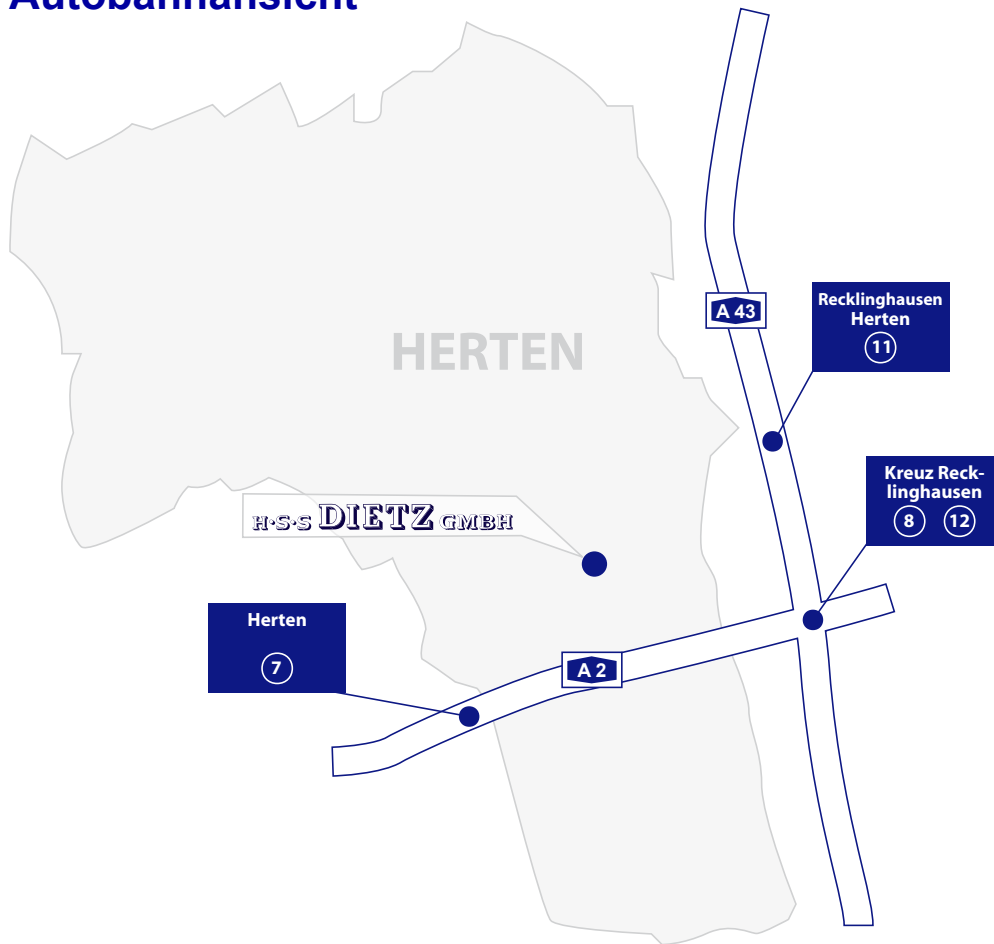 Autobahnansicht
A 43
Recklinghausen
Herten
11
HERTEN
Kreuz Reck-
linghausen
8 12
H·S·S DIETZ GMBH
Herten
7
A 2